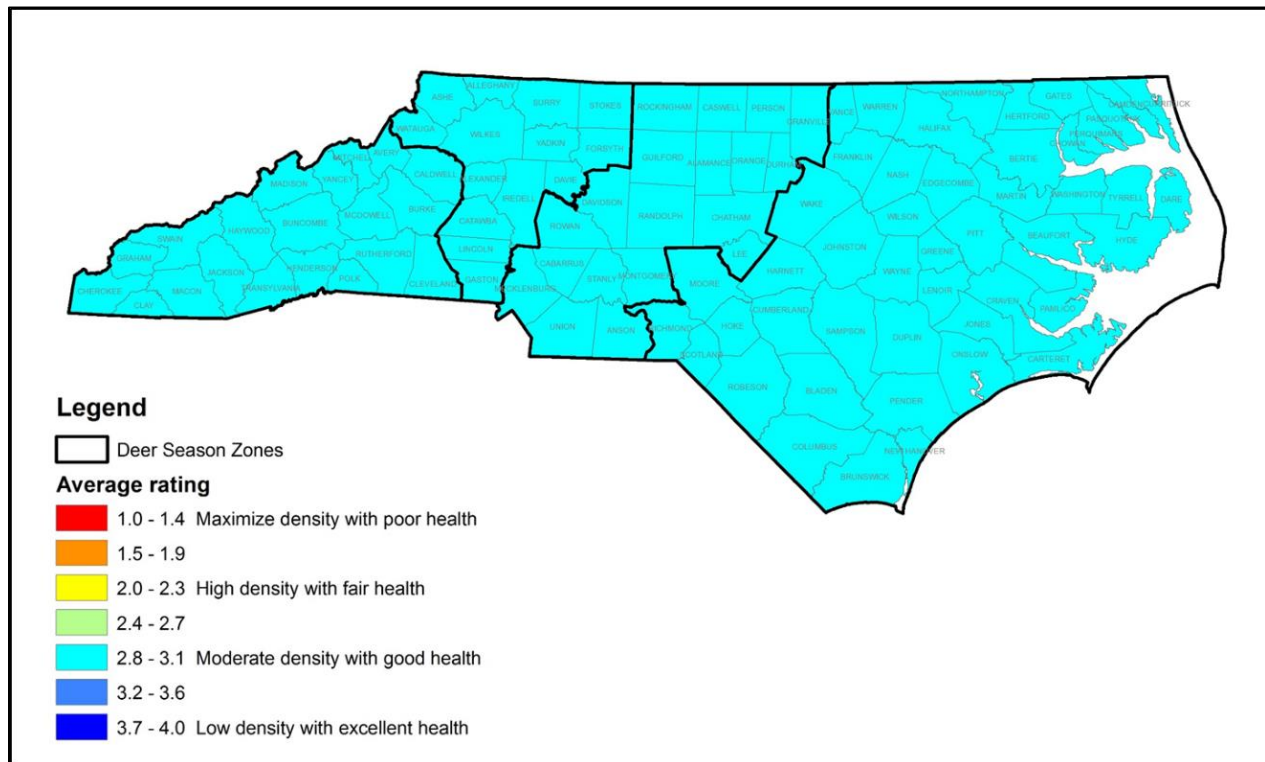 ALLEGHANY
ASHE
SURRY
STOKES
ROCKINGHAM
CASWELL
PERSON
GRANVILLE
VANCE
WARREN
NORTHAMPTON
GATES
CAMDEN
CURRITUCK
WATAUGA
WILKES
YADKIN
FORSYTH
GUILFORD
ALAMANCE
ORANGE
DURHAM
HALIFAX
HERTFORD
PASQUOTANK
PERQUIMANS
CHOWAN
MITCHELL
AVERY
FRANKLIN
BERTIE
MADISON
YANCEY
CALDWELL
ALEXANDER
DAVIE
IREDELL
DAVIDSON
NASH
EDGECOMBE
MARTIN
WASHINGTON
TYRRELL
DARE
BUNCOMBE
MCDOWELL
BURKE
CATAWBA
ROWAN
RANDOLPH
CHATHAM
WAKE
WILSON
PITT
BEAUFORT
HYDE
SWAIN
HAYWOOD
RUTHERFORD
LINCOLN
LEE
JOHNSTON
GREENE
GRAHAM
JACKSON
HENDERSON
POLK
CLEVELAND
GASTON
CABARRUS
STANLY
MONTGOMERY
MOORE
HARNETT
WAYNE
LENOIR
CRAVEN
PAMLICO
CHEROKEE
CLAY
MACON
TRANSYLVANIA
MECKLENBURG
UNION
ANSON
RICHMOND
HOKE
CUMBERLAND
SAMPSON
DUPLIN
JONES
ONSLOW
CARTERET
SCOTLAND
ROBESON
BLADEN
PENDER
COLUMBUS
NEW HANOVER
BRUNSWICK
Legend
Deer Season Zones
Average rating
1.0 - 1.4 Maximize density with poor health
1.5 - 1.9
2.0 - 2.3 High density with fair health
2.4 - 2.7
2.8 - 3.1 Moderate density with good health
3.2 - 3.6
3.7 - 4.0 Low density with excellent health